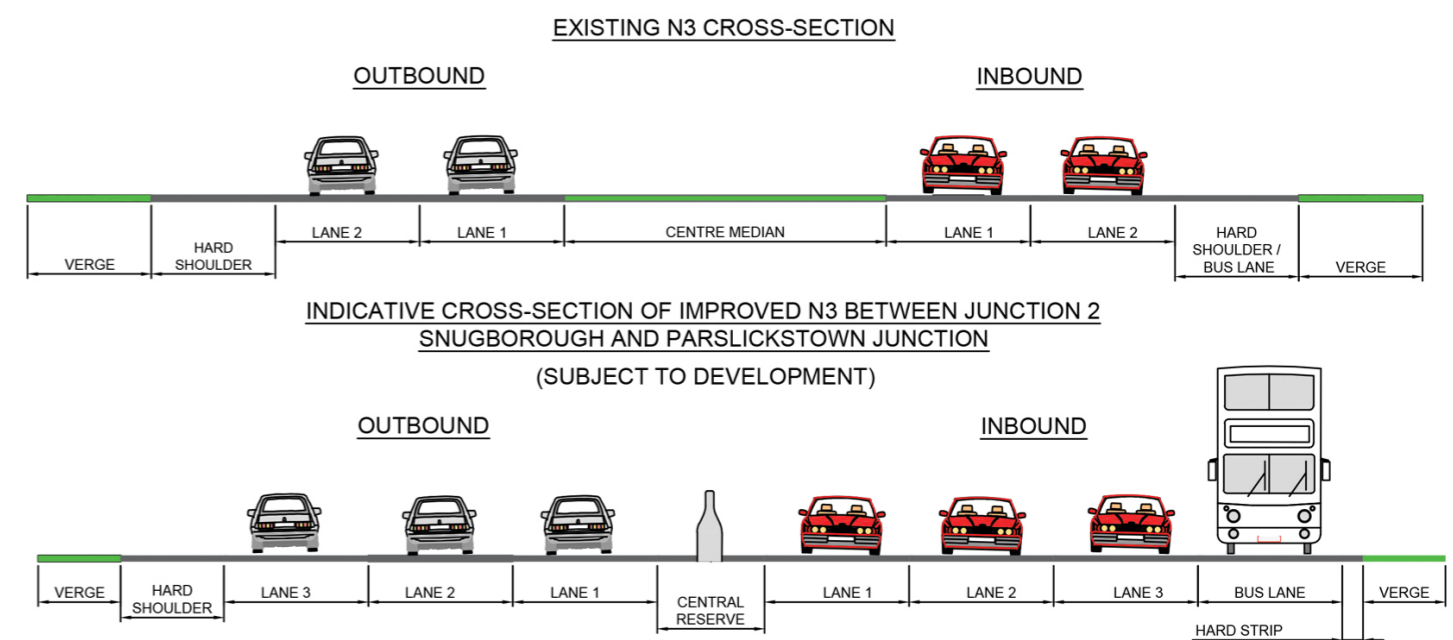 EXISTING N3 CROSS-SECTION
OUTBOUND
INBOUND
VERGE
HARD
SHOULDER
LANE 2
LANE 1
CENTRE MEDIAN
LANE 1
LANE 2
HARD
SHOULDER /
BUS LANE
VERGE
INDICATIVE CROSS-SECTION OF IMPROVED N3 BETWEEN JUNCTION 2
SNUGBOROUGH AND PARSLICKSTOWN JUNCTION
(SUBJECT TO DEVELOPMENT)
OUTBOUND
INBOUND
VERGE
HARD
SHOULDER
LANE 3
LANE 2
LANE 1
CENTRAL
RESERVE
LANE 1
LANE 2
LANE 3
BUS LANE
HARD STRIP
VERGE